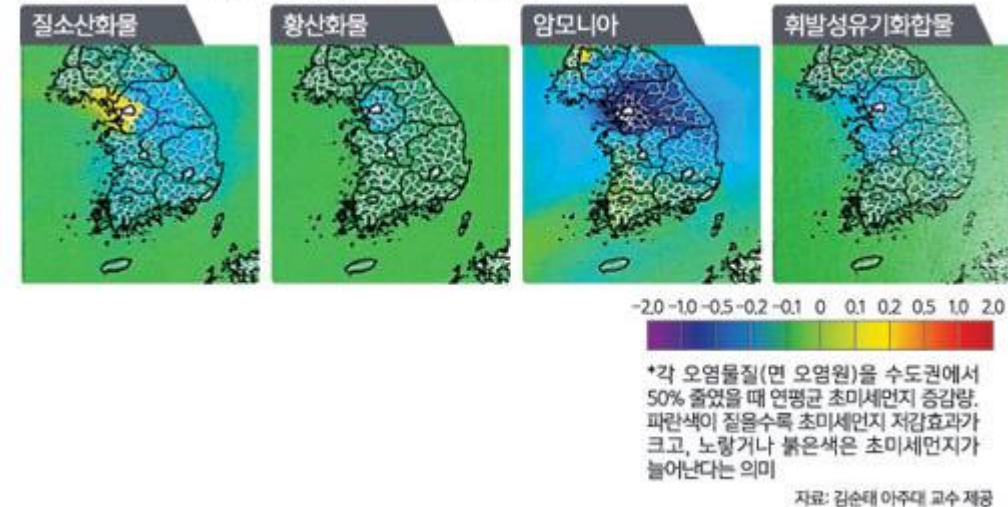 질소산화물
황산화물
암모니아
휘발성유기화합물
-2.0 -1.0 -0.5 -0.2 -0.1 0 0.1 0.2 0.5 1.0 2.0
*각 오염물질(면 오염원)을 수도권에서
50% 줄였을 때 연평균 초미세먼지 증감량.
파란색이 짙을수록 초미세먼지 저감효과가
크고, 노랗거나 붉은색은 초미세먼지가
늘어난다는 의미
자료: 김순태 아주대 교수 제공